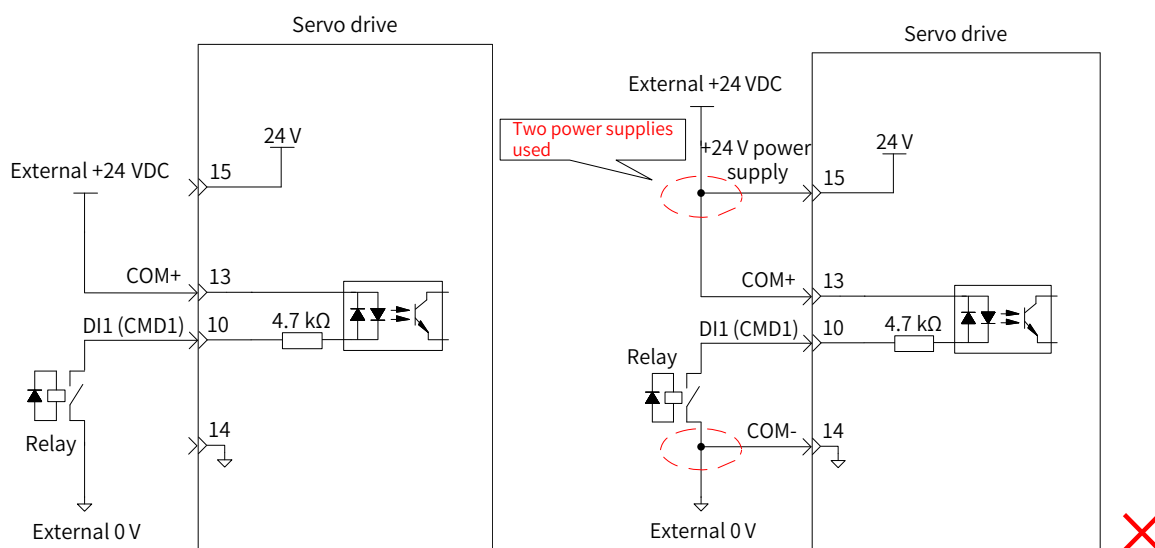 Servo drive
24 V
External +24 VDC
15
COM+
13
DI1 (CMD1)
10
4.7 kΩ
Relay
14
External 0 V
Servo drive
External +24 VDC
Two power supplies
used
+24 V power
supply
24 V
15
COM+
13
DI1 (CMD1)
10
4.7 kΩ
Relay
COM-
14
External 0 V